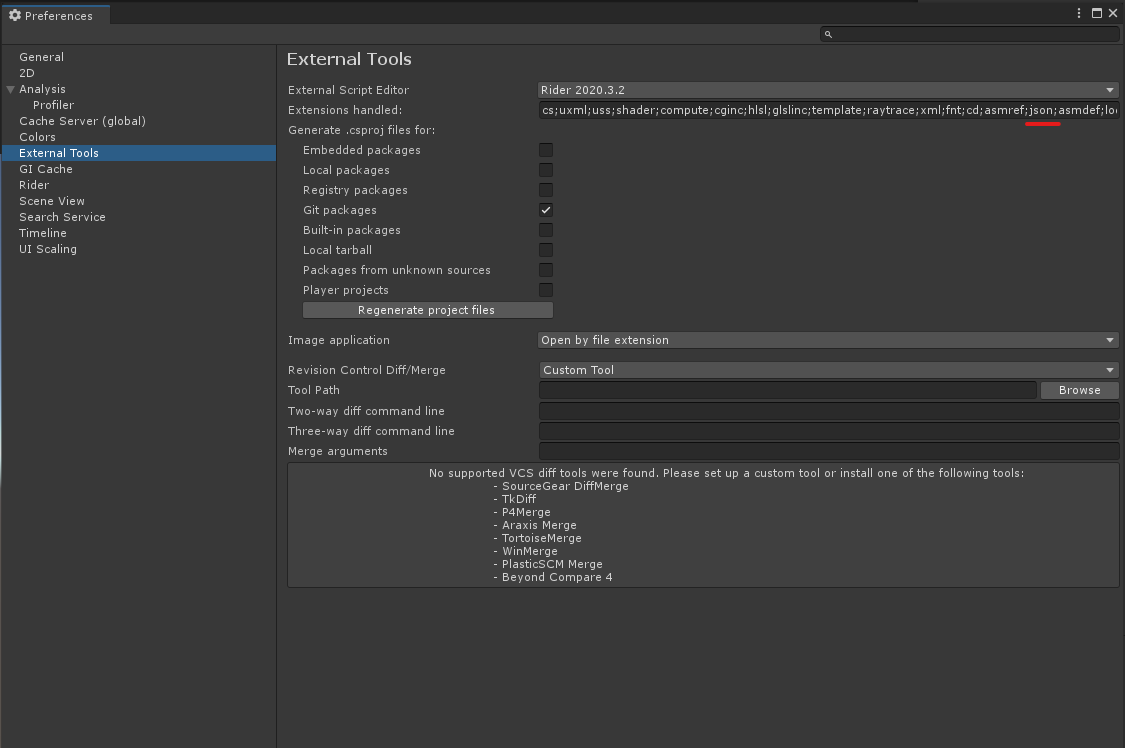 Preferences
General
2D
Analysis
Profiler
Cache Server (global)
Colors
External Tools
GI Cache
Rider
Scene View
Search Service
Timeline
UI Scaling
External Tools
External Script Editor Rider 2020.3.2
Extensions handled: cs;uxml;uss;shader;compute;cginc;hlsl;glslinc;template;raytrace;xml;fnt;cd;asmref;json;asmdef;lo
Generate .csproj files for:
Embedded packages
Local packages
Registry packages
Git packages
Built-in packages
Local tarball
Packages from unknown sources
Player projects
Regenerate project files
Image application Open by file extension
Revision Control Diff/Merge Custom Tool
Tool Path Browse
Two-way diff command line
Three-way diff command line
Merge arguments
No supported VCS diff tools were found. Please set up a custom tool or install one of the following tools:
- SourceGear DiffMerge
- TkDiff
- P4Merge
- Araxis Merge
- TortoiseMerge
- WinMerge
- PlasticSCM Merge
- Beyond Compare 4